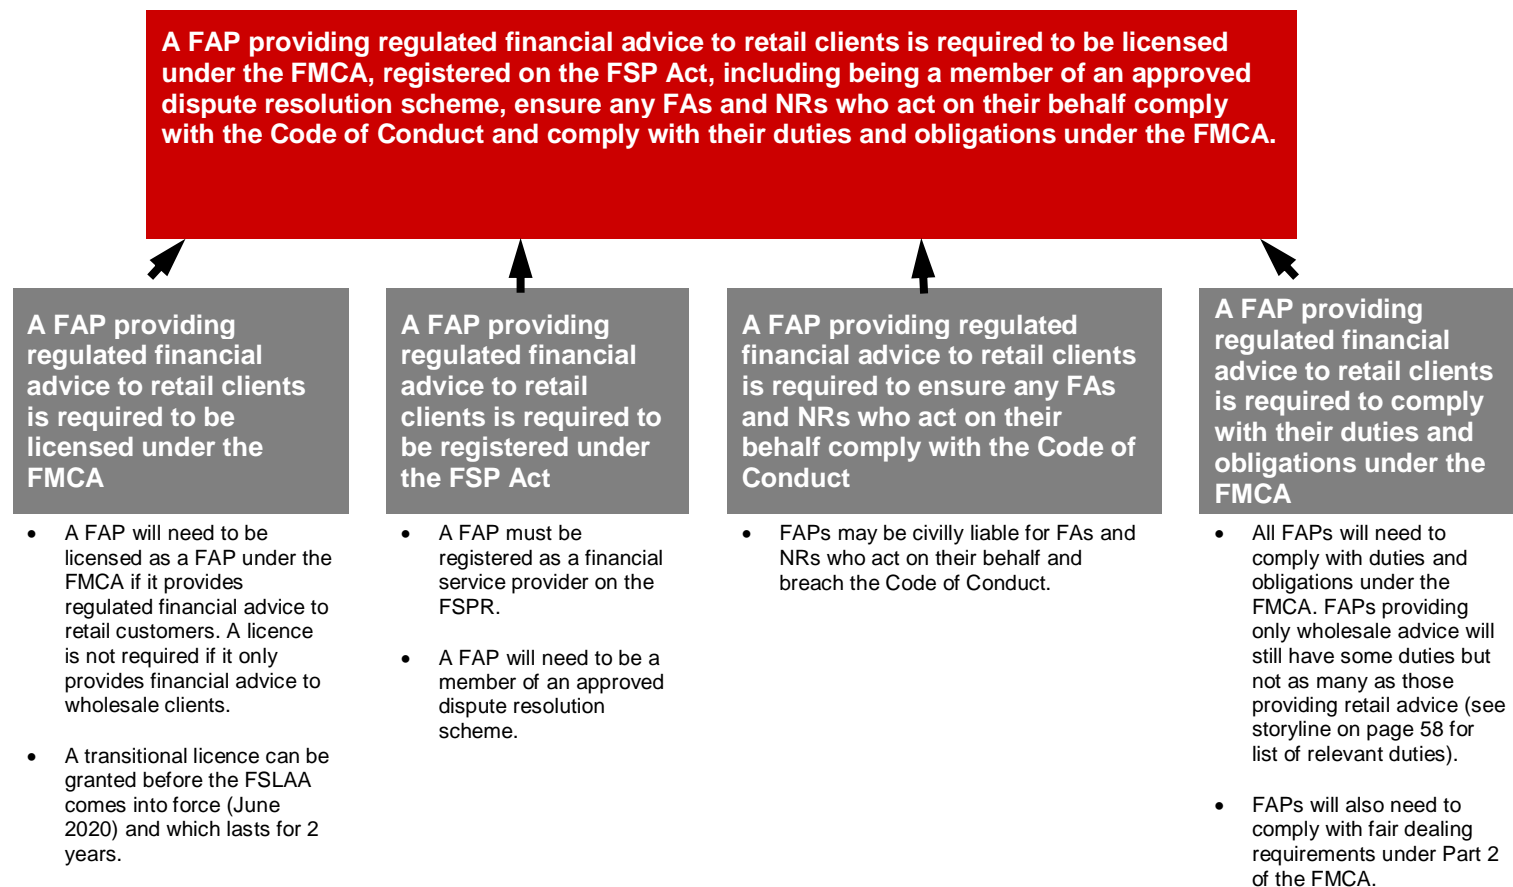 A FAP providing regulated financial advice to retail clients is required to be licensed
under the FMCA, registered on the FSP Act, including being a member of an approved
dispute resolution scheme, ensure any FAs and NRs who act on their behalf comply
with the Code of Conduct and comply with their duties and obligations under the FMCA.
A FAP providing
regulated financial
advice to retail clients
is required to be
licensed under the
FMCA
• A FAP will need to be
licensed as a FAP under the
FMCA if it provides
regulated financial advice to
retail customers. A licence
is not required if it only
provides financial advice to
wholesale clients.
• A transitional licence can be
granted before the FSLAA
comes into force (June
2020) and which lasts for 2
years.
A FAP providing
regulated financial
advice to retail
clients is required to
be registered under
the FSP Act
• A FAP must be
registered as a financial
service provider on the
FSPR.
• A FAP will need to be a
member of an approved
dispute resolution
scheme.
A FAP providing regulated
financial advice to retail clients
is required to ensure any FAs
and NRs who act on their
behalf comply with the Code of
Conduct
• FAPs may be civilly liable for FAs and
NRs who act on their behalf and
breach the Code of Conduct.
A FAP providing
regulated financial
advice to retail clients
is required to comply
with their duties and
obligations under the
FMCA
• All FAPs will need to
comply with duties and
obligations under the
FMCA. FAPs providing
only wholesale advice will
still have some duties but
not as many as those
providing retail advice (see
storyline on page 58 for
list of relevant duties).
• FAPs will also need to
comply with fair dealing
requirements under Part 2
of the FMCA.